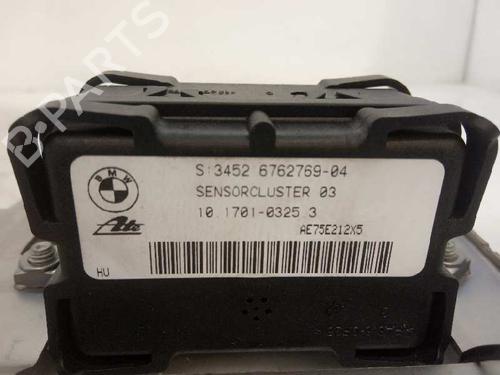 B-PARTS
BMW
S:3452 6762769-04
SENSORCLUSTER 03
10.1701-0325.3
Ate
AE75E212X5
HU